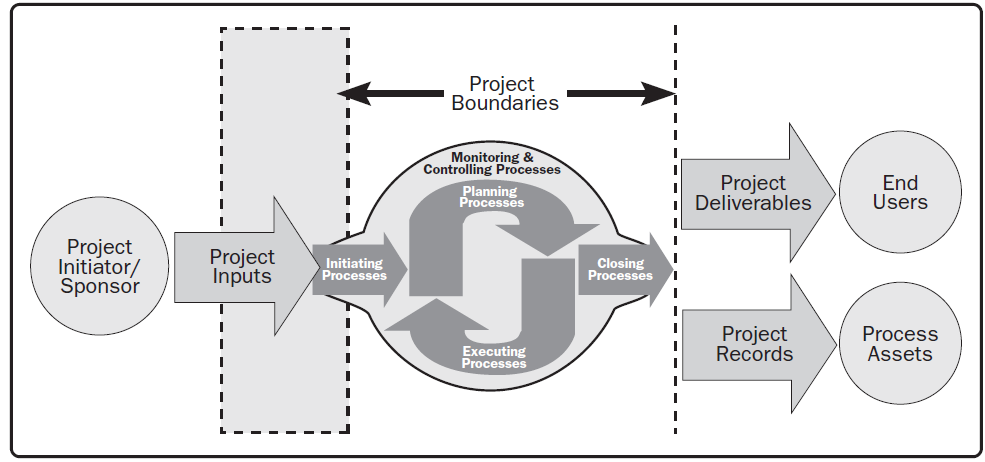 Project
Boundaries
Monitoring &
Controlling Processes
Planning
Processes
Project
Initiator/
Sponsor
Project
Inputs
Initiating
Processes
Closing
Processes
Executing
Processes
Project
Deliverables
End
Users
Project
Records
Process
Assets